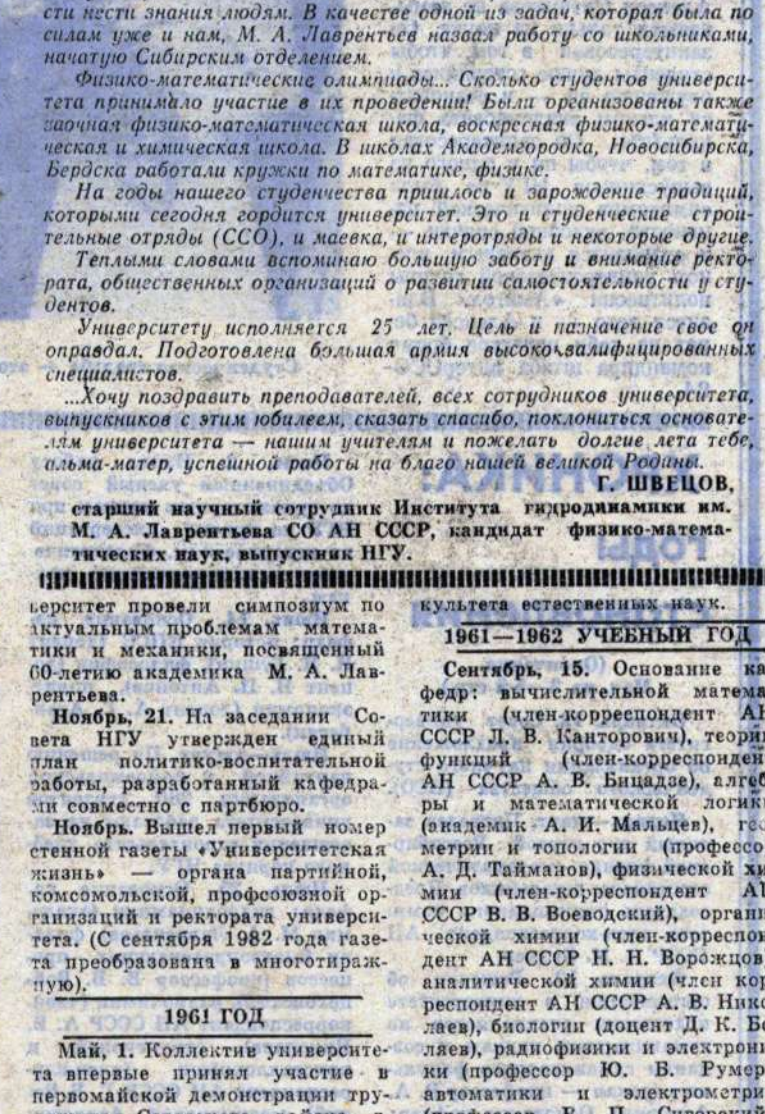 сти нести знания людям. В качестве одной из задач, которая была по
силам уже и нам, М. А. Лаврентьев назвал работу со школьниками,
начатую Сибирским отделением.
Физико-математические олимпиады... Сколько студентов универси-
тета принимало участие в их проведении! Были организованы также
заочная физико-математическая школа, воскресная физико-математи-
ческая и химическая школа. В школах Академгородка, Новосибирска,
Бердска работали кружки по математике, физике.
На годы нашего студенчества пришлось и зарождение традиций,
которыми сегодня гордится университет. Это и студенческие строи-
тельные отряды (ССО), и маевка, и интеротряды и некоторые другие.
Теплыми словами вспоминаю большую заботу и внимание ректо-
рата, общественных организаций о развитии самостоятельности у сту-
дентов.
Университету исполняется 25 лет. Цель и назначение свое он
оправдал. Подготовлена большая армия высококвалифицированных
специалистов.
...Хочу поздравить преподавателей, всех сотрудников университета,
выпускников с этим юбилеем, сказать спасибо, поклониться основате-
лям университета — нашим учителям и пожелать долгие лета тебе,
альма-матер, успешной работы на благо нашей великой Родины.
Г. ШВЕЦОВ,
старший научный сотрудник Института гидродинамики им.
М. А. Лаврентьева СО АН СССР, кандидат физико-матема-
тических наук, выпускник НГУ.
верситет провели симпозиум по
актуальным проблемам матема-
тики и механики, посвященный
60-летию академика М. А. Лав-
рентьева.
Ноябрь, 21. На заседании Со-
вета НГУ утвержден единый
план политико-воспитательной
работы, разработанный кафедра-
ми совместно с партбюро.
Ноябрь. Вышел первый номер
стенной газеты «Университетская
жизнь» — органа партийной,
комсомольской, профсоюзной ор-
ганизаций и ректората универси-
тета. (С сентября 1982 года газе-
та преобразована в многотираж-
ную).
1961 ГОД
Май, 1. Коллектив университе-
та впервые принял участие в
первомайской демонстрации тру-
культета естественных наук.
1961—1962 УЧЕБНЫЙ ГОД
Сентябрь, 15. Основание ка
федр: вычислительной матема
тики (член-корреспондент АН
СССР Л. В. Канторович), теории
функций (член-корреспондент
АН СССР А. В. Бицадзе), алгеб
ры и математической логики
(академик А. И. Мальцев), гео
метрии и топологии (профессо
А. Д. Тайманов), физической хи
мии (член-корреспондент АН
СССР В. В. Воеводский), органи
ческой химии (член-корреспон
дент АН СССР Н. Н. Ворожцов
аналитической химии (член кор
респондент АН СССР А. В. Нико
лаев), биологии (доцент Д. К. Бе
ляев), радиофизики и электрони
ки (профессор Ю. Б. Румер
автоматики и электрометри